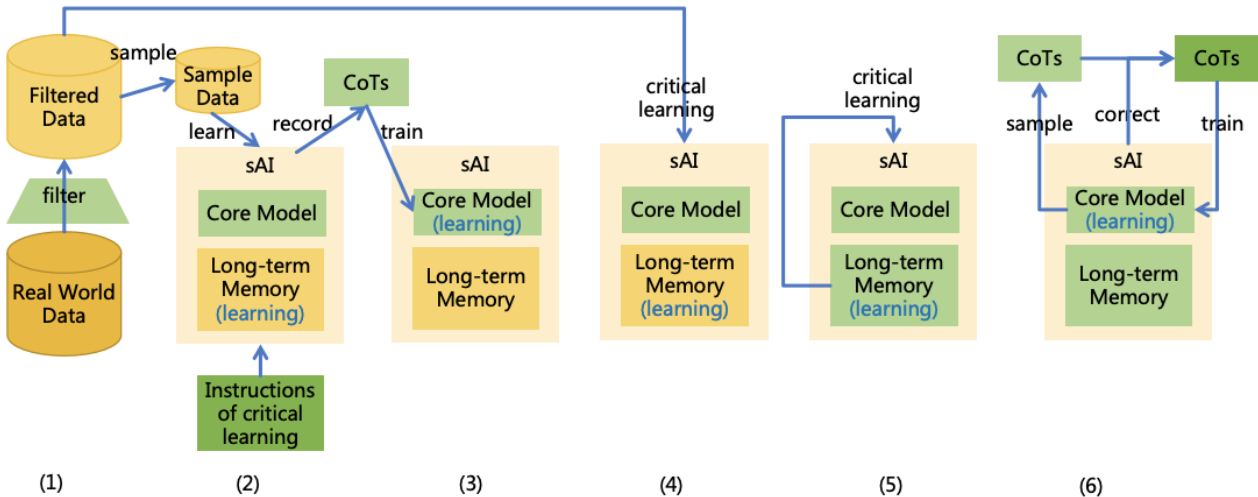 Filtered
Data
filter
Real World
Data
(1)
sample
Sample
Data
learn
record
CoTs
sAI
Core Model
Long-term
Memory
(learning)
Instructions
of critical
learning
(2)
train
sAI
Core Model
(learning)
Long-term
Memory
(3)
critical
learning
sAI
Core Model
Long-term
Memory
(learning)
(4)
critical
learning
sAI
Core Model
Long-term
Memory
(learning)
(5)
CoTs
CoTs
sample
correct
train
sAI
Core Model
(learning)
Long-term
Memory
(6)